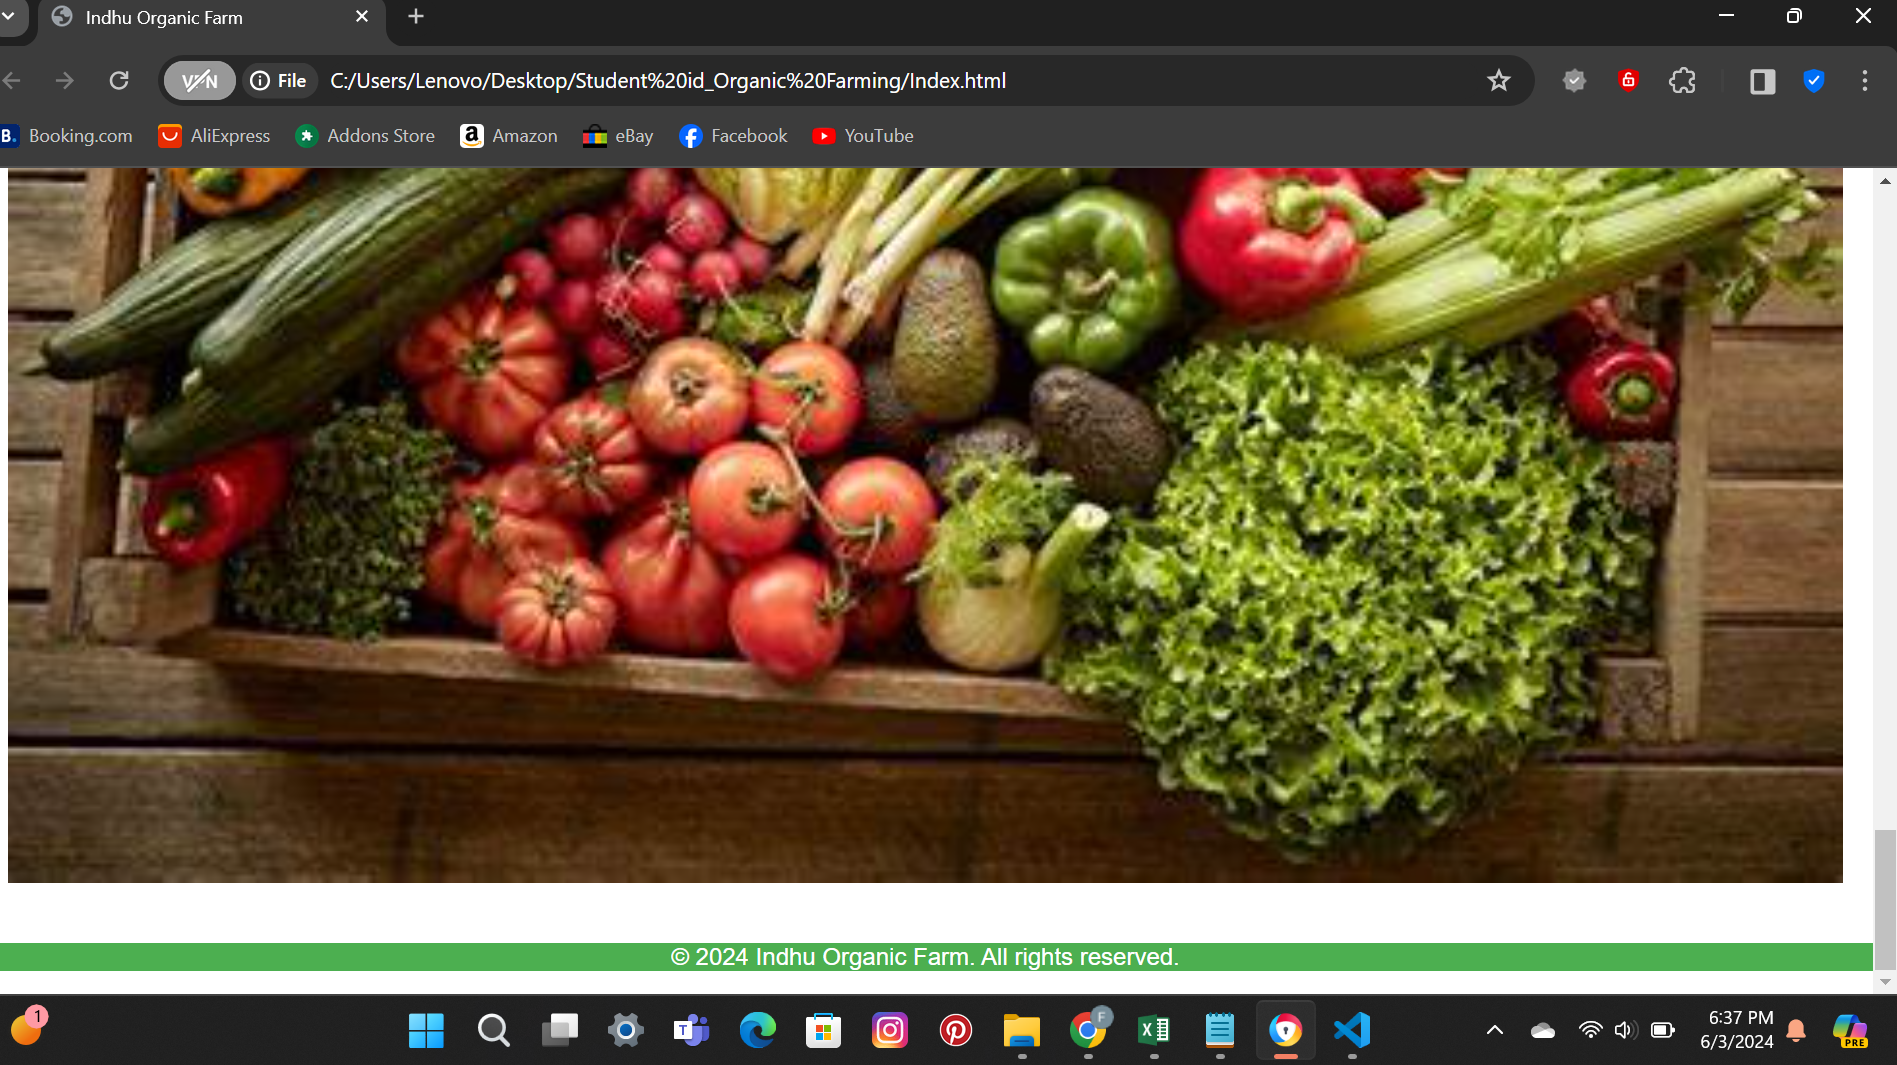 Indhu Organic Farm
VPN
File
C:/Users/Lenovo/Desktop/Student%20id_Organic%20Farming/Index.html
B. Booking.com
AliExpress
Addons Store
a Amazon
eBay
Facebook
YouTube
© 2024 Indhu Organic Farm. All rights reserved.
1
T
F
X
6:37 PM
6/3/2024
PRE